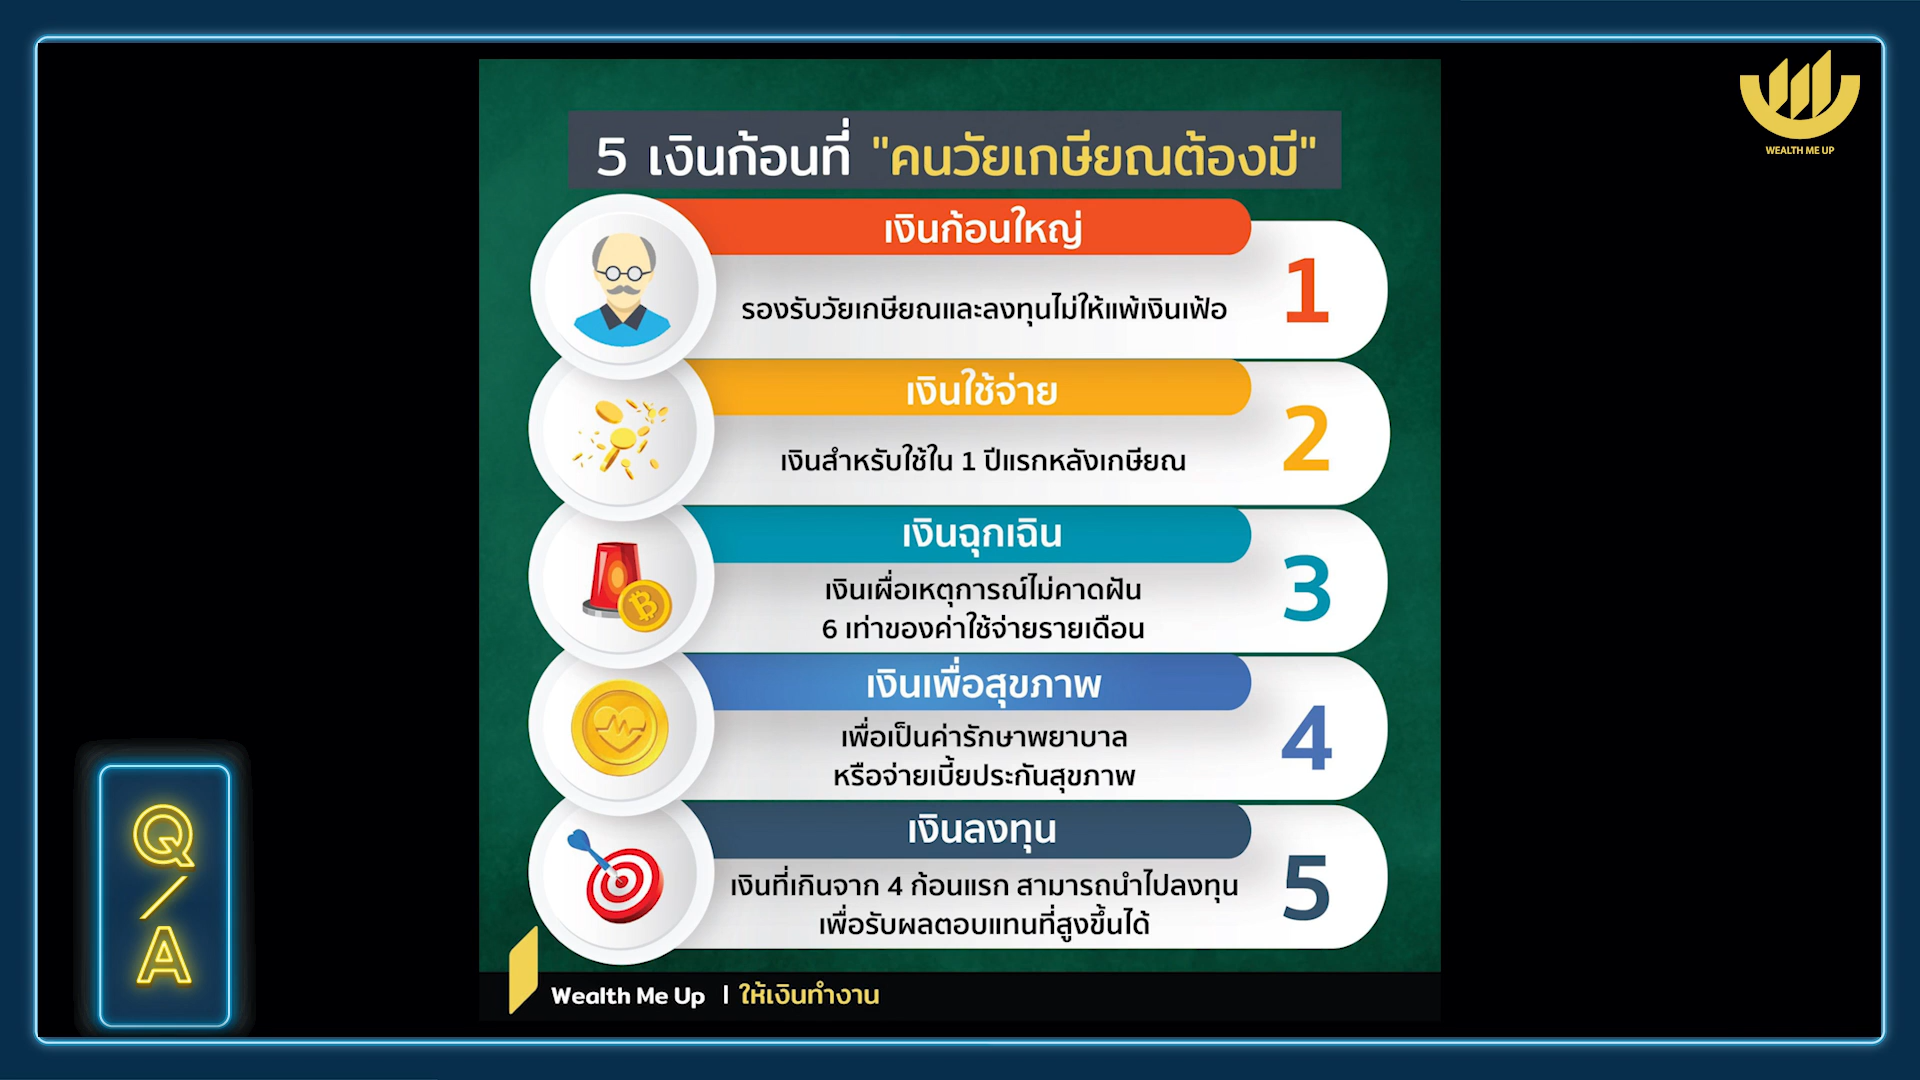 WEALTH ME UP
5 เงินก้อนที่ "คนวัยเกษียณต้องมี"
เงินก้อนใหญ่
รองรับวัยเกษียณและลงทุนไม่ให้แพ้เงินเฟ้อ
1
เงินใช้จ่าย
เงินสำหรับใช้ใน 1 ปีแรกหลังเกษียณ
2
เงินฉุกเฉิน
เงินเผื่อเหตุการณ์ไม่คาดฝัน
6 เท่าของค่าใช้จ่ายรายเดือน
3
เงินเพื่อสุขภาพ
เพื่อเป็นค่ารักษาพยาบาล
หรือจ่ายเบี้ยประกันสุขภาพ
4
เงินลงทุน
เงินที่เกินจาก 4 ก้อนแรก สามารถนำไปลงทุน
เพื่อรับผลตอบแทนที่สูงขึ้นได้
5
Wealth Me Up | ให้เงินทำงาน
Q/A